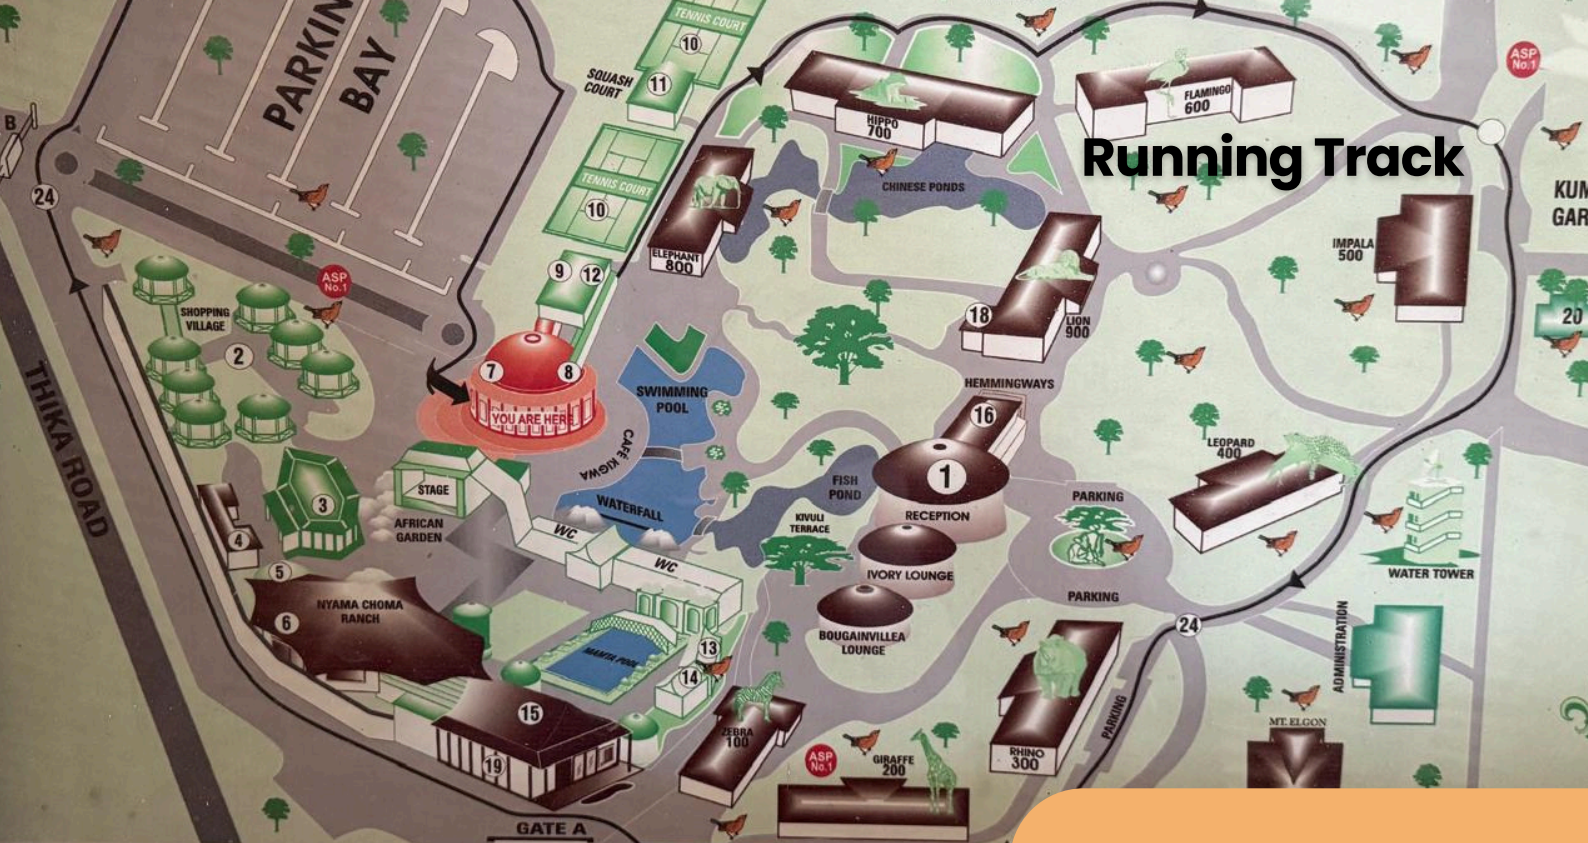 PARKIN
BAY
TENNIS COURT
10
SQUASH
COURT
11
TENNIS COURT
10
9
12
B
24
ASP
No.1
SHOPPING
VILLAGE
2
THIKA ROAD
7
8
YOU ARE HERE
ELEPHANT
800
HIPPO
700
CHINESE PONDS
FLAMINGO
600
Running Track
ASP
No.1
KUM
GAR
IMPALA
500
20
18
LION
900
HEMMINGWAYS
16
SWIMMING
POOL
CAFÉ KIGWA
WATERFALL
FISH
POND
KIVULI
TERRACE
1
RECEPTION
IVORY LOUNGE
BOUGAINVILLEA
LOUNGE
PARKING
PARKING
LEOPARD
400
WATER TOWER
ADMINISTRATION
24
3
STAGE
AFRICAN
GARDEN
WC
WC
4
5
6
NYAMA CHOMA
RANCH
MAMTA POOL
13
14
15
19
ZEBRA
100
ASP
No.1
GIRAFFE
200
RHINO
300
PARKING
MT. ELGON
GATE A